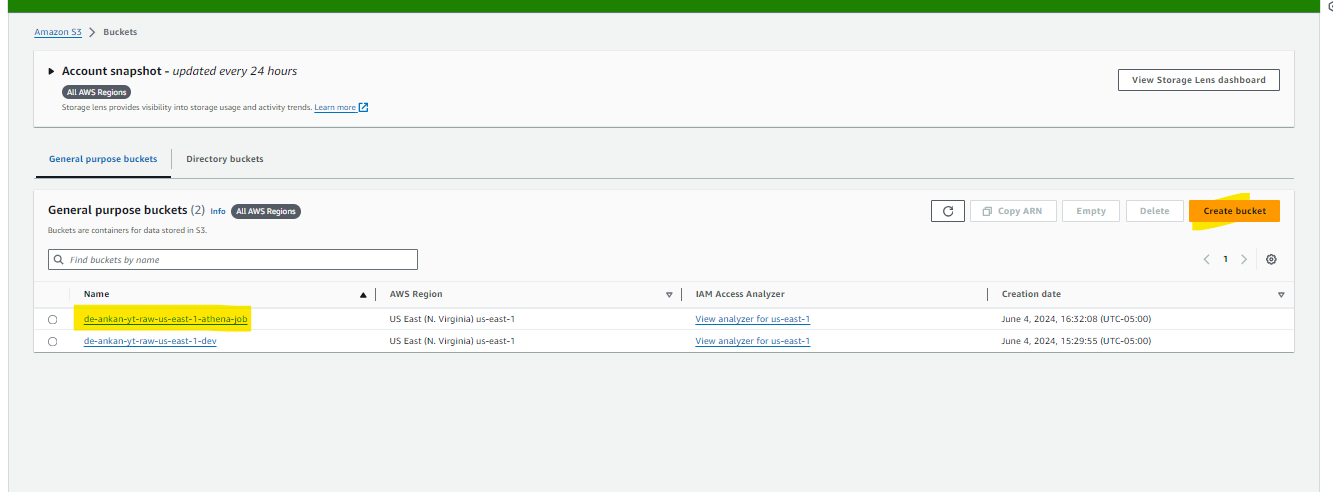 Amazon S3 > Buckets
Account snapshot - updated every 24 hours
View Storage Lens dashboard
All AWS Regions
Storage lens provides visibility into storage usage and activity trends. Learn more
General purpose buckets
Directory buckets
General purpose buckets (2) Info All AWS Regions
Copy ARN
Empty
Delete
Create bucket
Buckets are containers for data stored in S3.
Find buckets by name
1
Name AWS Region IAM Access Analyzer Creation date
de-ankan-yt-raw-us-east-1-athena-job US East (N. Virginia) us-east-1 View analyzer for us-east-1 June 4, 2024, 16:32:08 (UTC-05:00)
de-ankan-yt-raw-us-east-1-dev US East (N. Virginia) us-east-1 View analyzer for us-east-1 June 4, 2024, 15:29:55 (UTC-05:00)